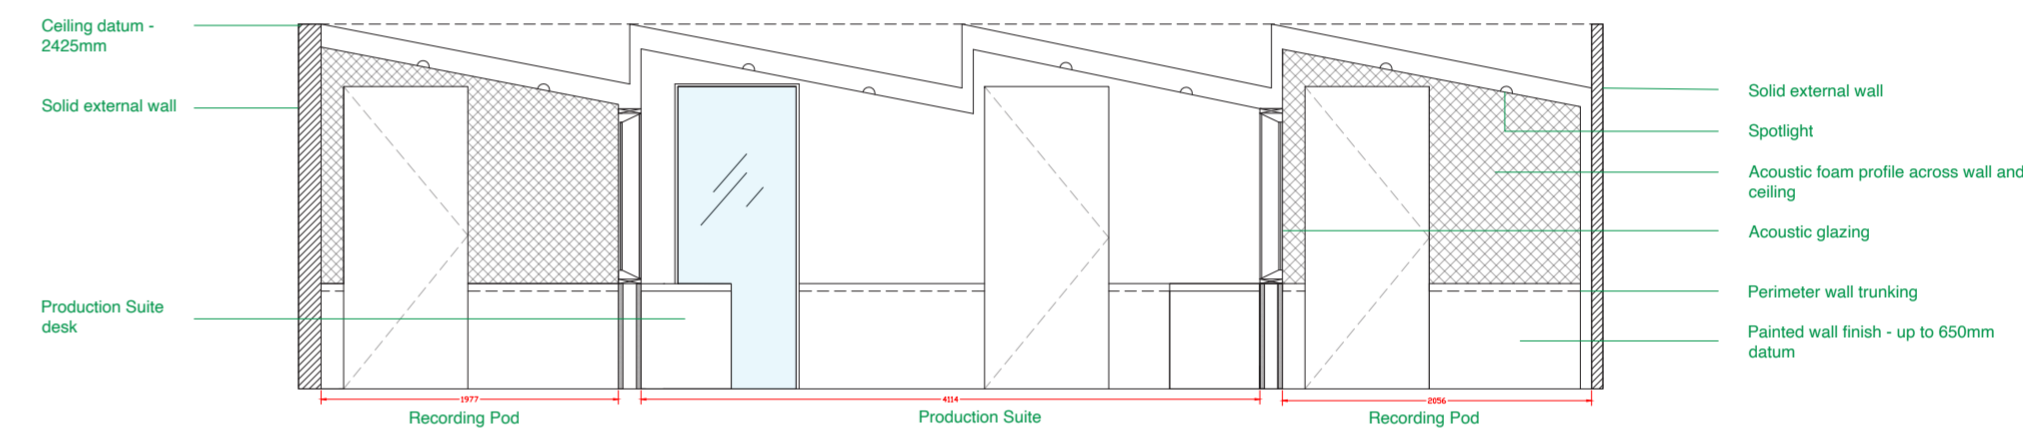 Ceiling datum -
2425mm
Solid external wall
Production Suite
desk
Solid external wall
Spotlight
Acoustic foam profile across wall and
ceiling
Acoustic glazing
Perimeter wall trunking
Painted wall finish - up to 650mm
datum
1977
4114
2056
Recording Pod
Production Suite
Recording Pod